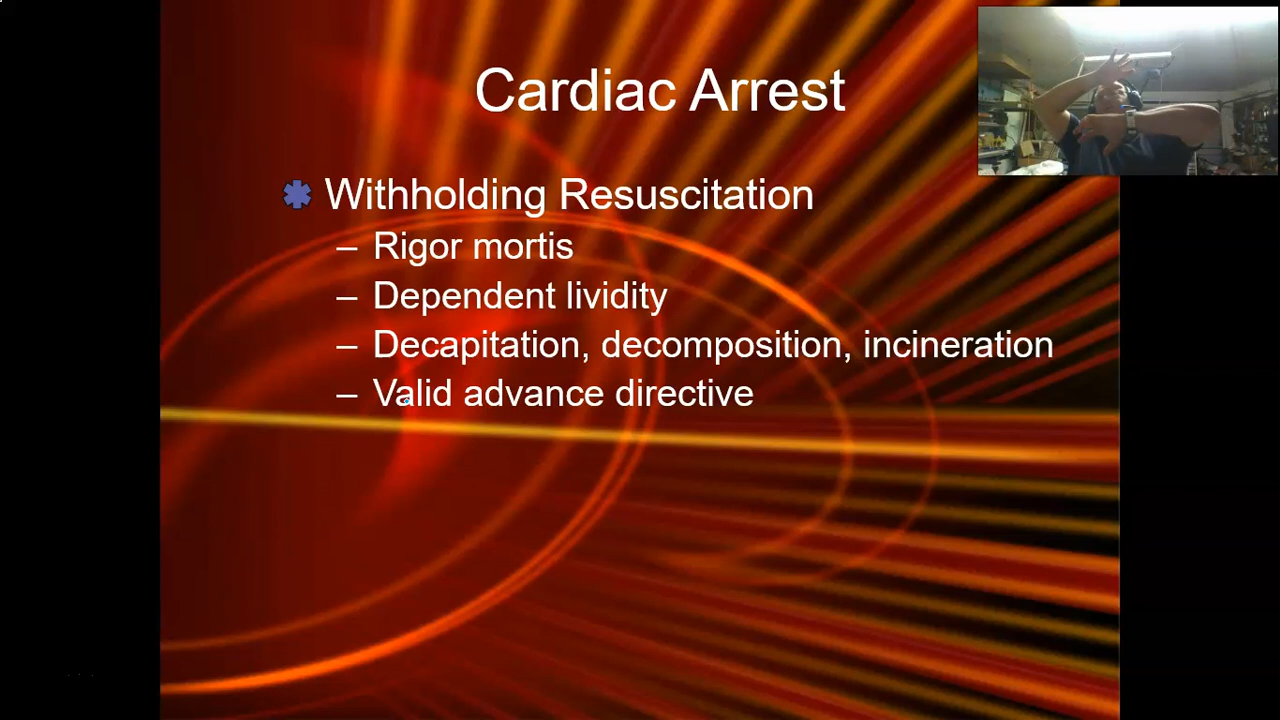 Cardiac Arrest
Withholding Resuscitation
– Rigor mortis
– Dependent lividity
– Decapitation, decomposition, incineration
– Valid advance directive